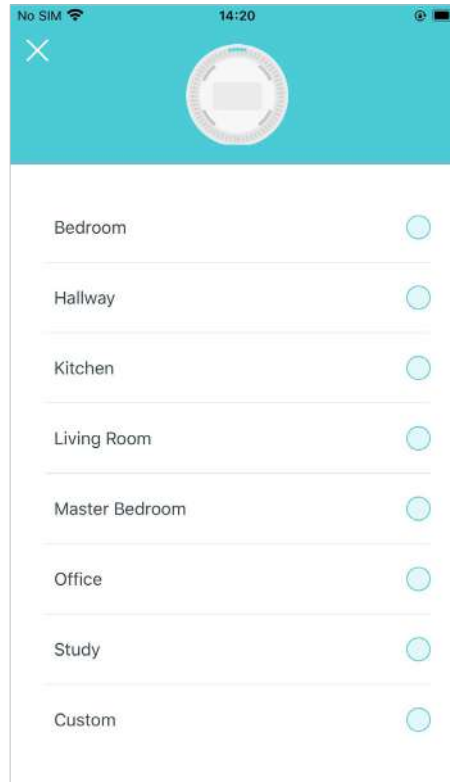 No SIM
14:20
Bedroom
Hallway
Kitchen
Living Room
Master Bedroom
Office
Study
Custom